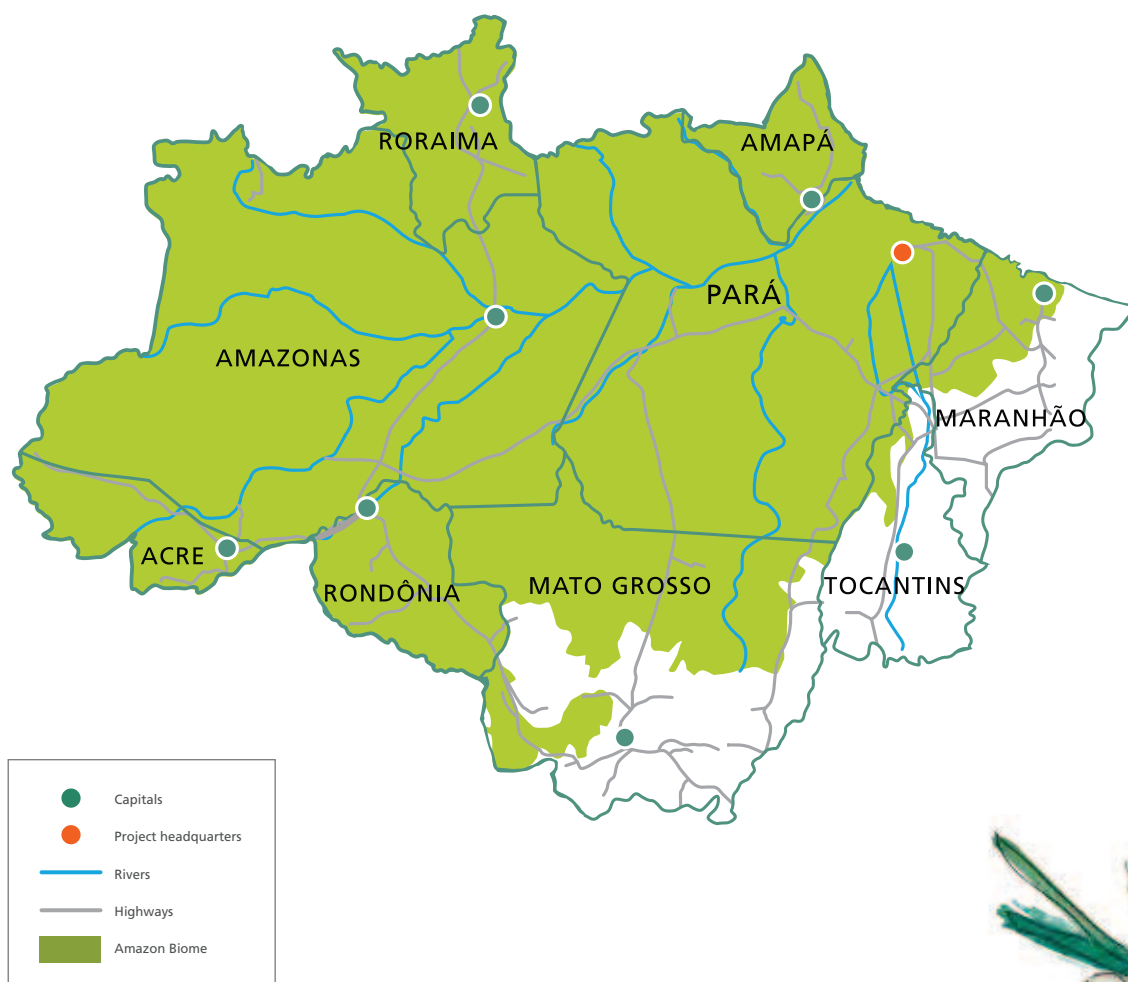 RORAIMA
AMAPÁ
PARÁ
AMAZONAS
MARANHÃO
ACRE
RONDÔNIA
MATO GROSSO
TOCANTINS
Capitals
Project headquarters
Rivers
Highways
Amazon Biome